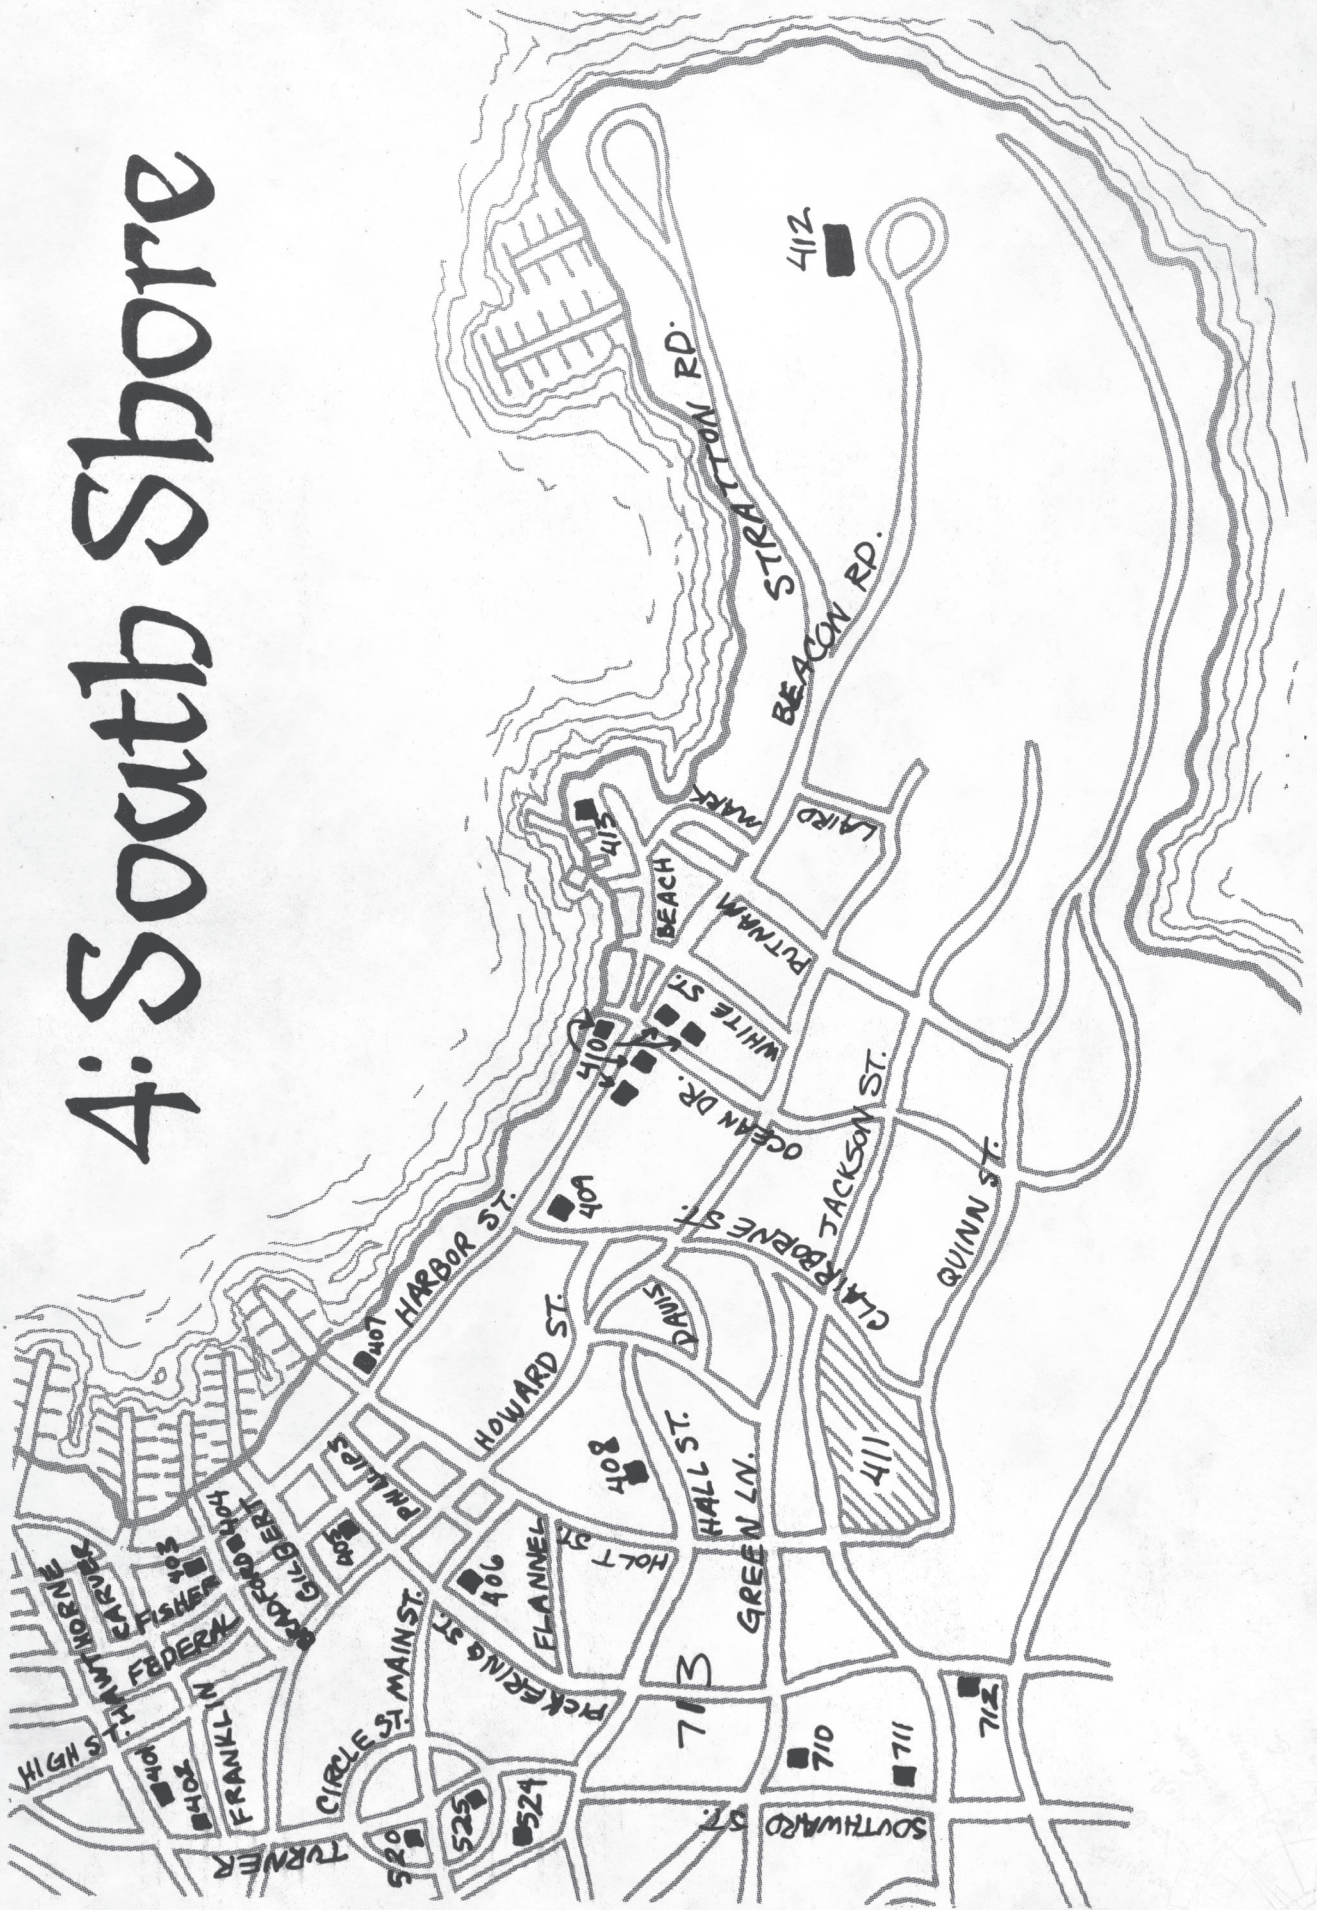 4: South Shore
412
STRATTON RD.
BEACON RD.
413
MARK
LAIRD
BEACH
PUTNAM
WHITE ST.
410
OCEAN DR.
JACKSON ST.
QUINN ST.
409
CLAIRBORNE ST.
HARBOR ST.
407
HOWARD ST.
DAVIS
411
408
HALL ST.
GREEN LN.
PHILLIPS
HOLT ST.
FLANNEL
406
403
404
GILBERT
BRADFORD
403
FISHER
CARVER
HAWTHORNE
FEDERAL
HIGH ST.
401
402
FRANKLIN
MAIN ST.
CIRCLE ST.
PICKERING ST.
713
710
711
712
SOUTHWARD ST.
TURNER
520
525
524